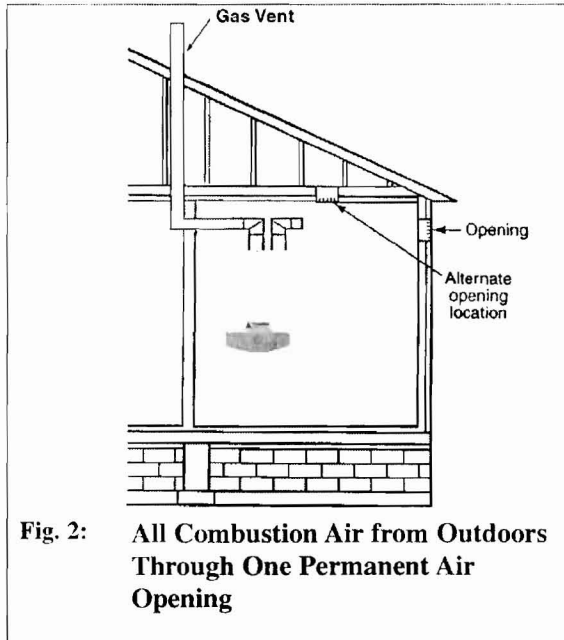 Gas Vent
Opening
Alternate
opening
location
Fig. 2: All Combustion Air from Outdoors
Through One Permanent Air
Opening